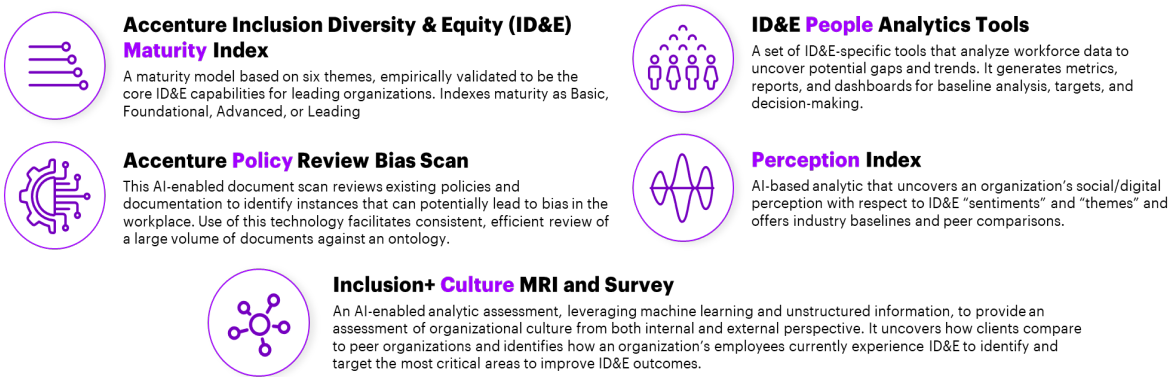 Accenture Inclusion Diversity & Equity (ID&E)
Maturity Index
A maturity model based on six themes, empirically validated to be the
core ID&E capabilities for leading organizations. Indexes maturity as Basic,
Foundational, Advanced, or Leading
ID&E People Analytics Tools
A set of ID&E-specific tools that analyze workforce data to
uncover potential gaps and trends. It generates metrics,
reports, and dashboards for baseline analysis, targets, and
decision-making.
Accenture Policy Review Bias Scan
This AI-enabled document scan reviews existing policies and
documentation to identify instances that can potentially lead to bias in the
workplace. Use of this technology facilitates consistent, efficient review of
a large volume of documents against an ontology.
Perception Index
AI-based analytic that uncovers an organization's social/digital
perception with respect to ID&E “sentiments” and “themes” and
offers industry baselines and peer comparisons.
Inclusion+ Culture MRI and Survey
An AI-enabled analytic assessment, leveraging machine learning and unstructured information, to provide an
assessment of organizational culture from both internal and external perspective. It uncovers how clients compare
to peer organizations and identifies how an organization's employees currently experience ID&E to identify and
target the most critical areas to improve ID&E outcomes.